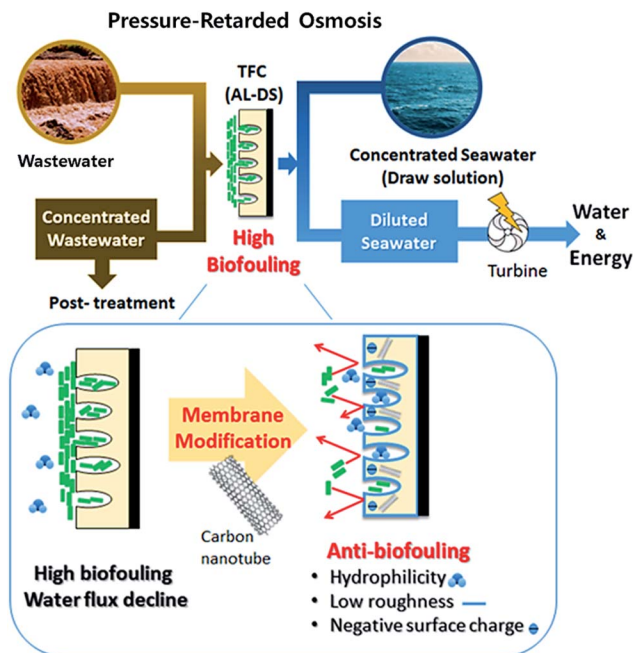 Pressure-Retarded Osmosis
TFC
(AL-DS)
Wastewater
Concentrated Seawater
(Draw solution)
Concentrated
Wastewater
High
Biofouling
Diluted
Seawater
Turbine
Water
&
Energy
Post- treatment
Membrane
Modification
Carbon
nanotube
High biofouling
Water flux decline
Anti-biofouling
• Hydrophilicity
• Low roughness
• Negative surface charge